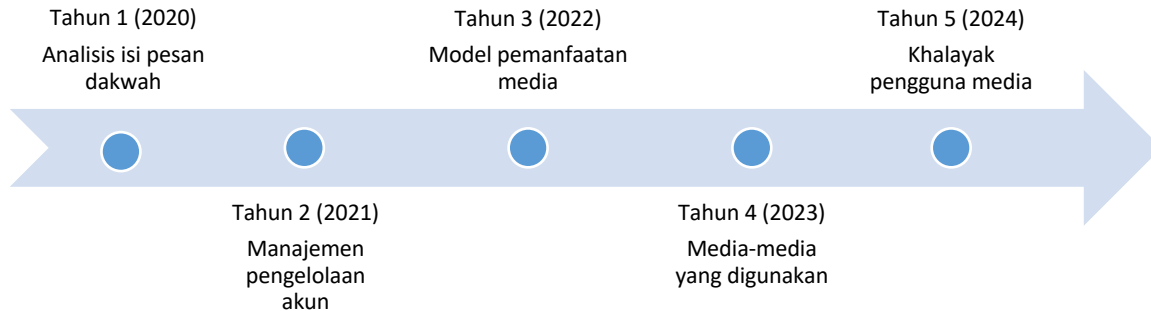 Tahun 1 (2020)
Analisis isi pesan
dakwah
Tahun 2 (2021)
Manajemen
pengelolaan
akun
Tahun 3 (2022)
Model pemanfaatan
media
Tahun 4 (2023)
Media-media
yang digunakan
Tahun 5 (2024)
Khalayak
pengguna media